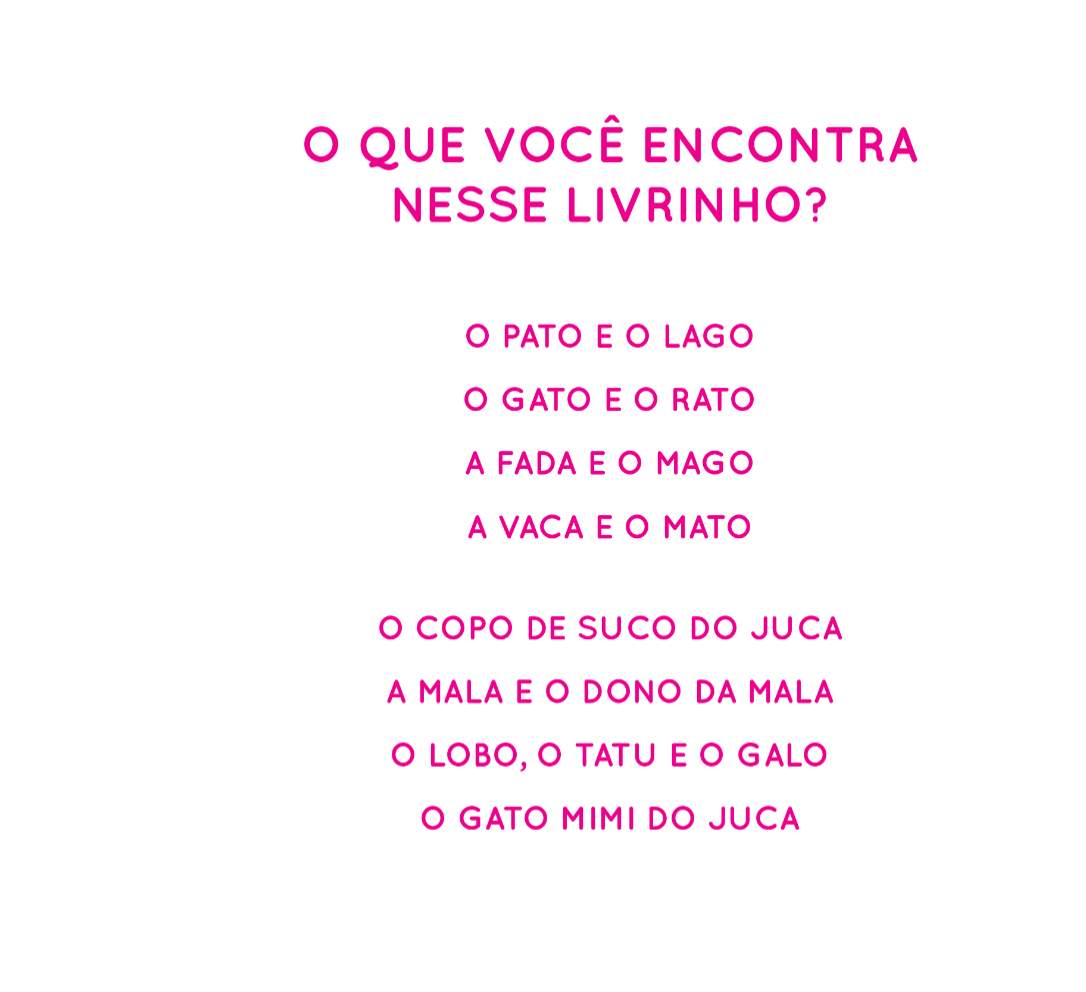 O QUE VOCÊ ENCONTRA
NESSE LIVRINHO?
O PATO E O LAGO
O GATO E O RATO
A FADA E O MAGO
A VACA E O MATO
O COPO DE SUCO DO JUCA
A MALA E O DONO DA MALA
O LOBO, O TATU E O GALO
O GATO MIMI DO JUCA